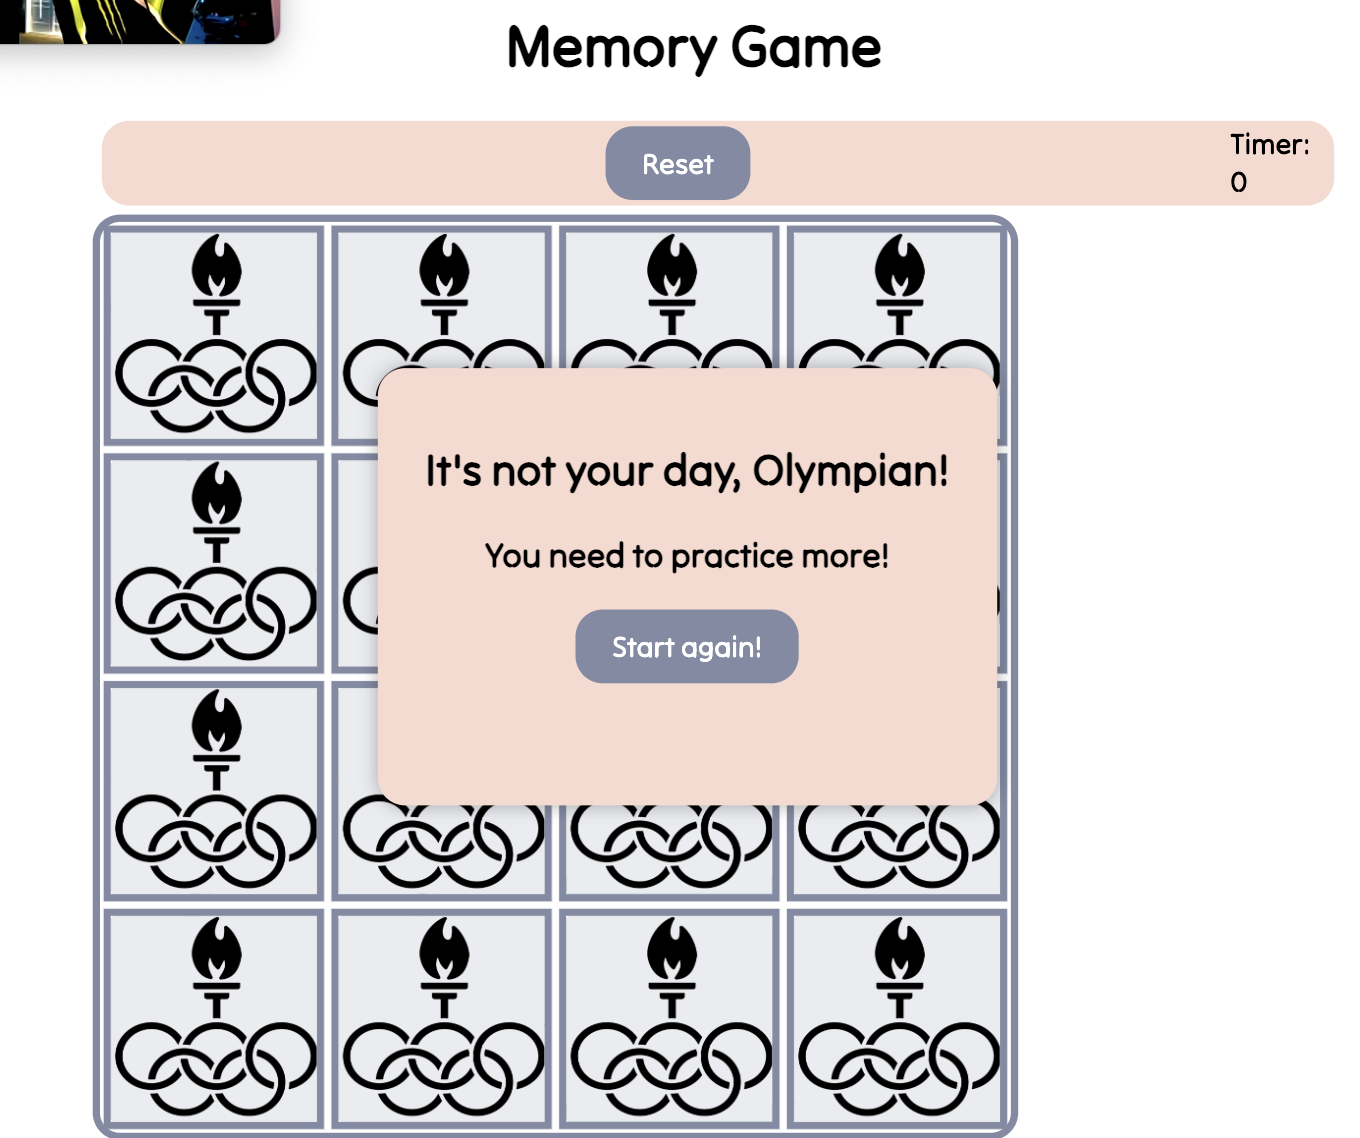 Memory Game
Reset
Timer:
0
It's not your day, Olympian!
You need to practice more!
Start again!